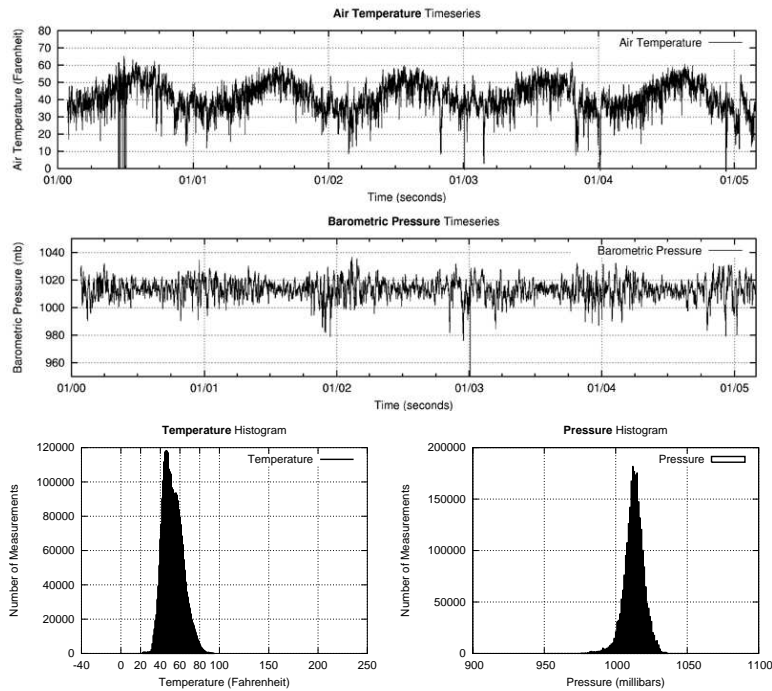 Air Temperature Timeseries
Air Temperature (Farenheit)
80
70
60
50
40
30
20
10
0
Air Temperature
01/00 01/01 01/02 01/03 01/04 01/05
Time (seconds)
Barometric Pressure Timeseries
Barometric Pressure (mb)
1040
1020
1000
980
960
Barometric Pressure
01/00 01/01 01/02 01/03 01/04 01/05
Time (seconds)
Temperature Histogram
Number of Measurements
120000
100000
80000
60000
40000
20000
0
Temperature
-40 0 20 40 60 80 100 150 200 250
Temperature (Fahrenheit)
Pressure Histogram
Number of Measurements
200000
150000
100000
50000
0
Pressure
900 950 1000 1050 1100
Pressure (millibars)